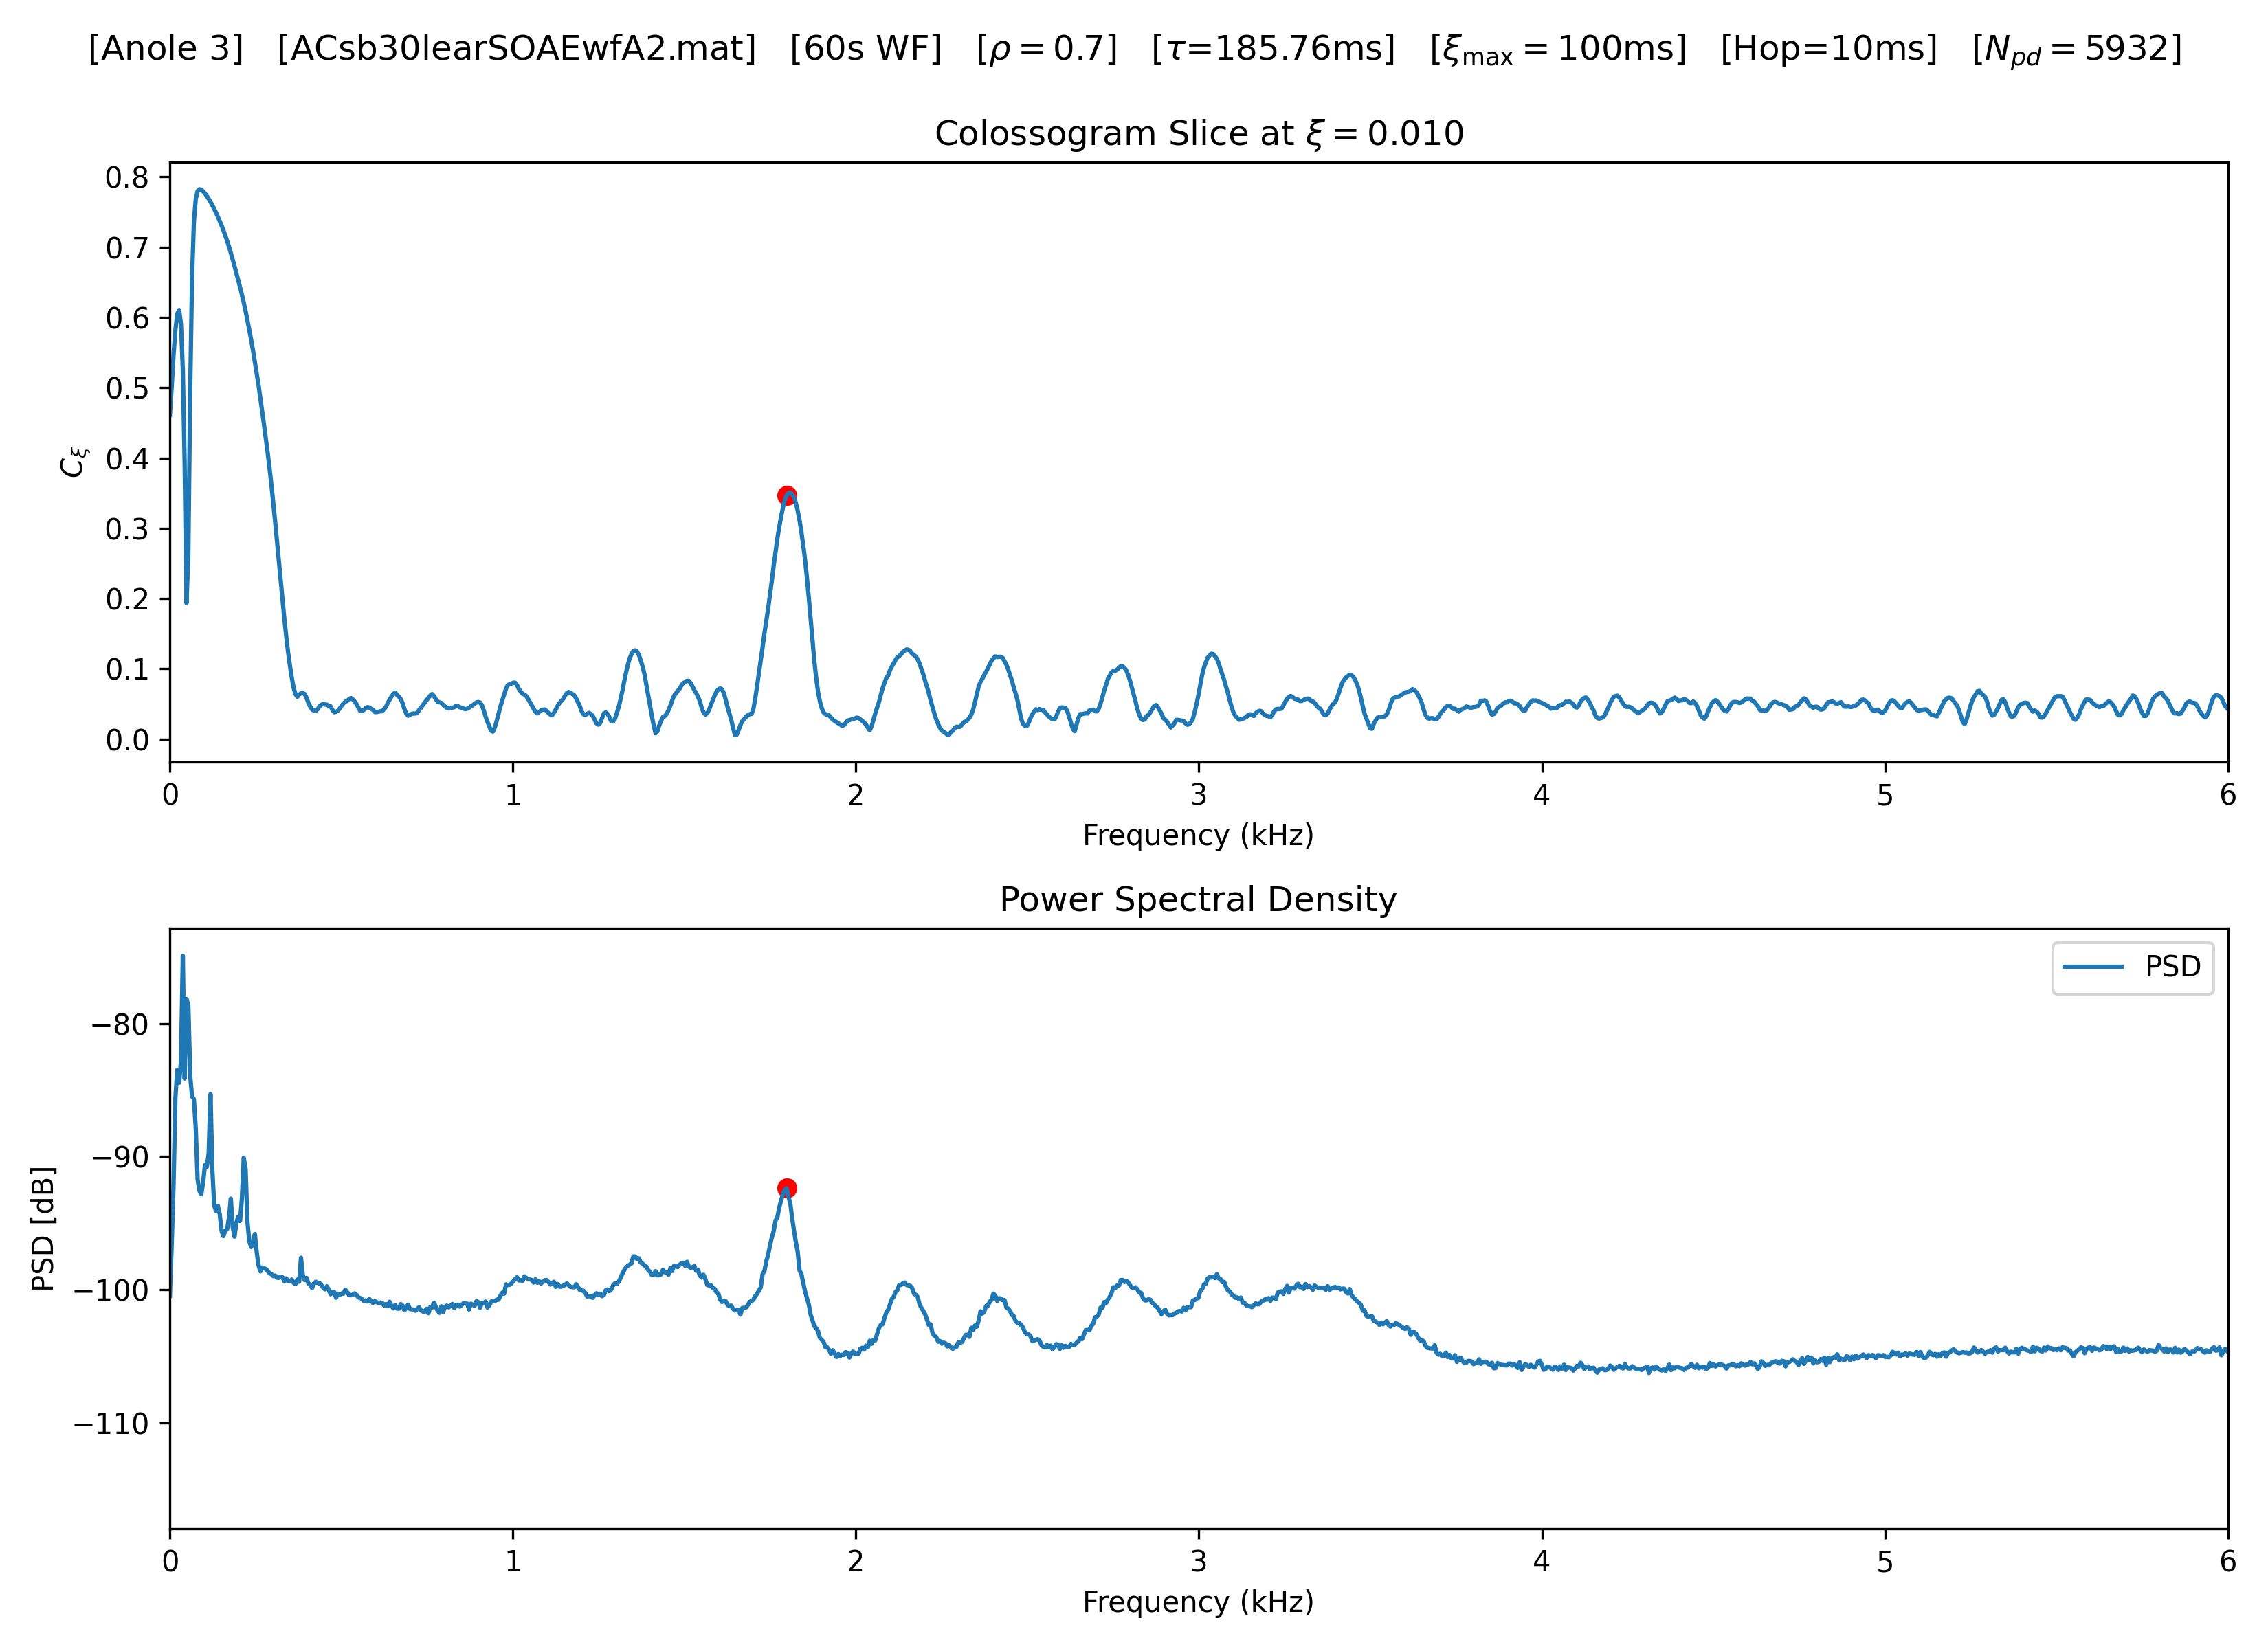 [Anole 3] [ACsb30learSOAEwfA2.mat] [60s WF] [ρ = 0.7] [τ=185.76ms] [ξmax = 100ms] [Hop=10ms] [Npd = 5932]
Colossogram Slice at ξ = 0.010
0.8
0.7
0.6
0.5
0.4
0.3
0.2
0.1
0.0
Cξ
0 1 2 3 4 5 6
Frequency (kHz)
Power Spectral Density
PSD
−80
−90
−100
−110
PSD [dB]
0 1 2 3 4 5 6
Frequency (kHz)